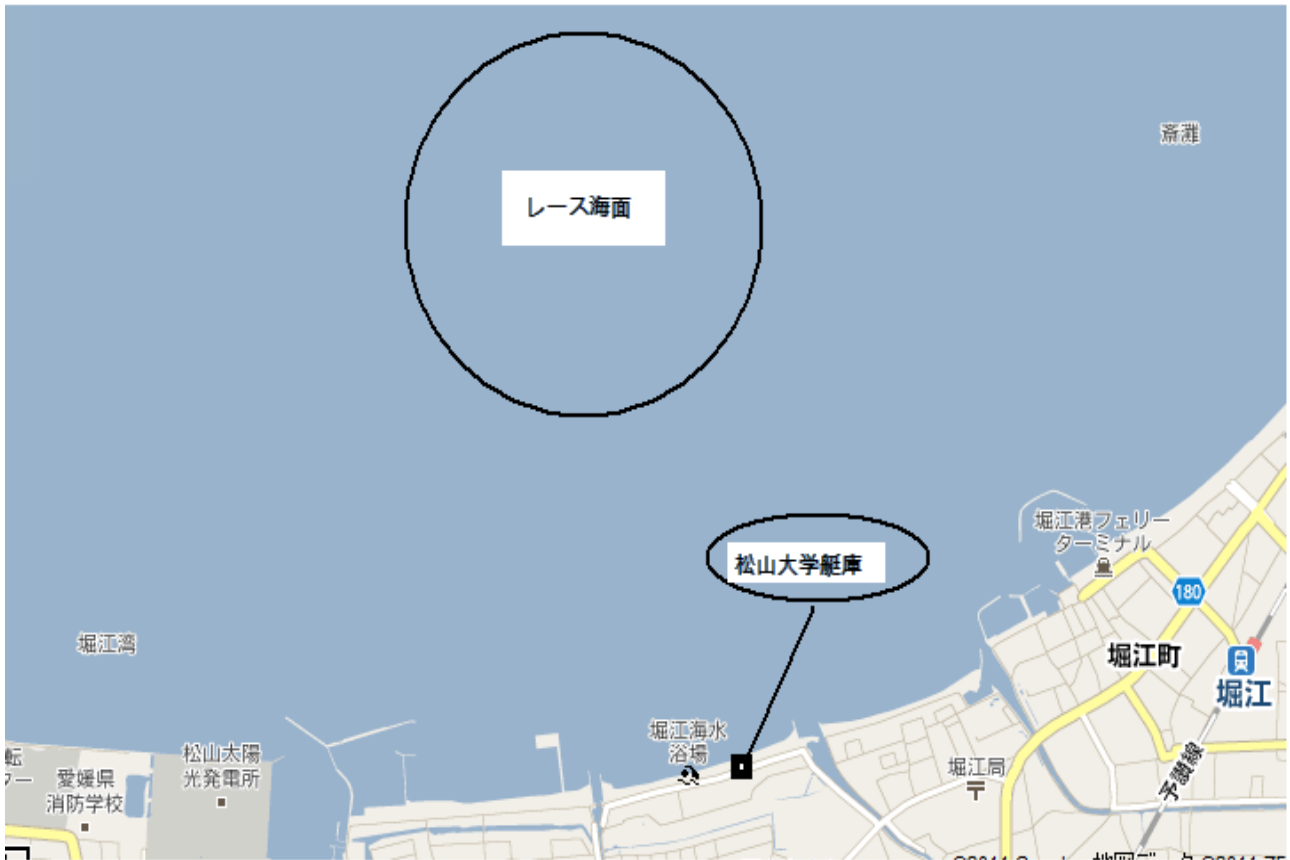 斎灘
レース海面
堀江港フェリー
ターミナル
松山大学艇庫
180
堀江湾
堀江町
堀江
堀江海水
浴場
松山太陽
光発電所
愛媛県
消防学校
堀江局
予讃線